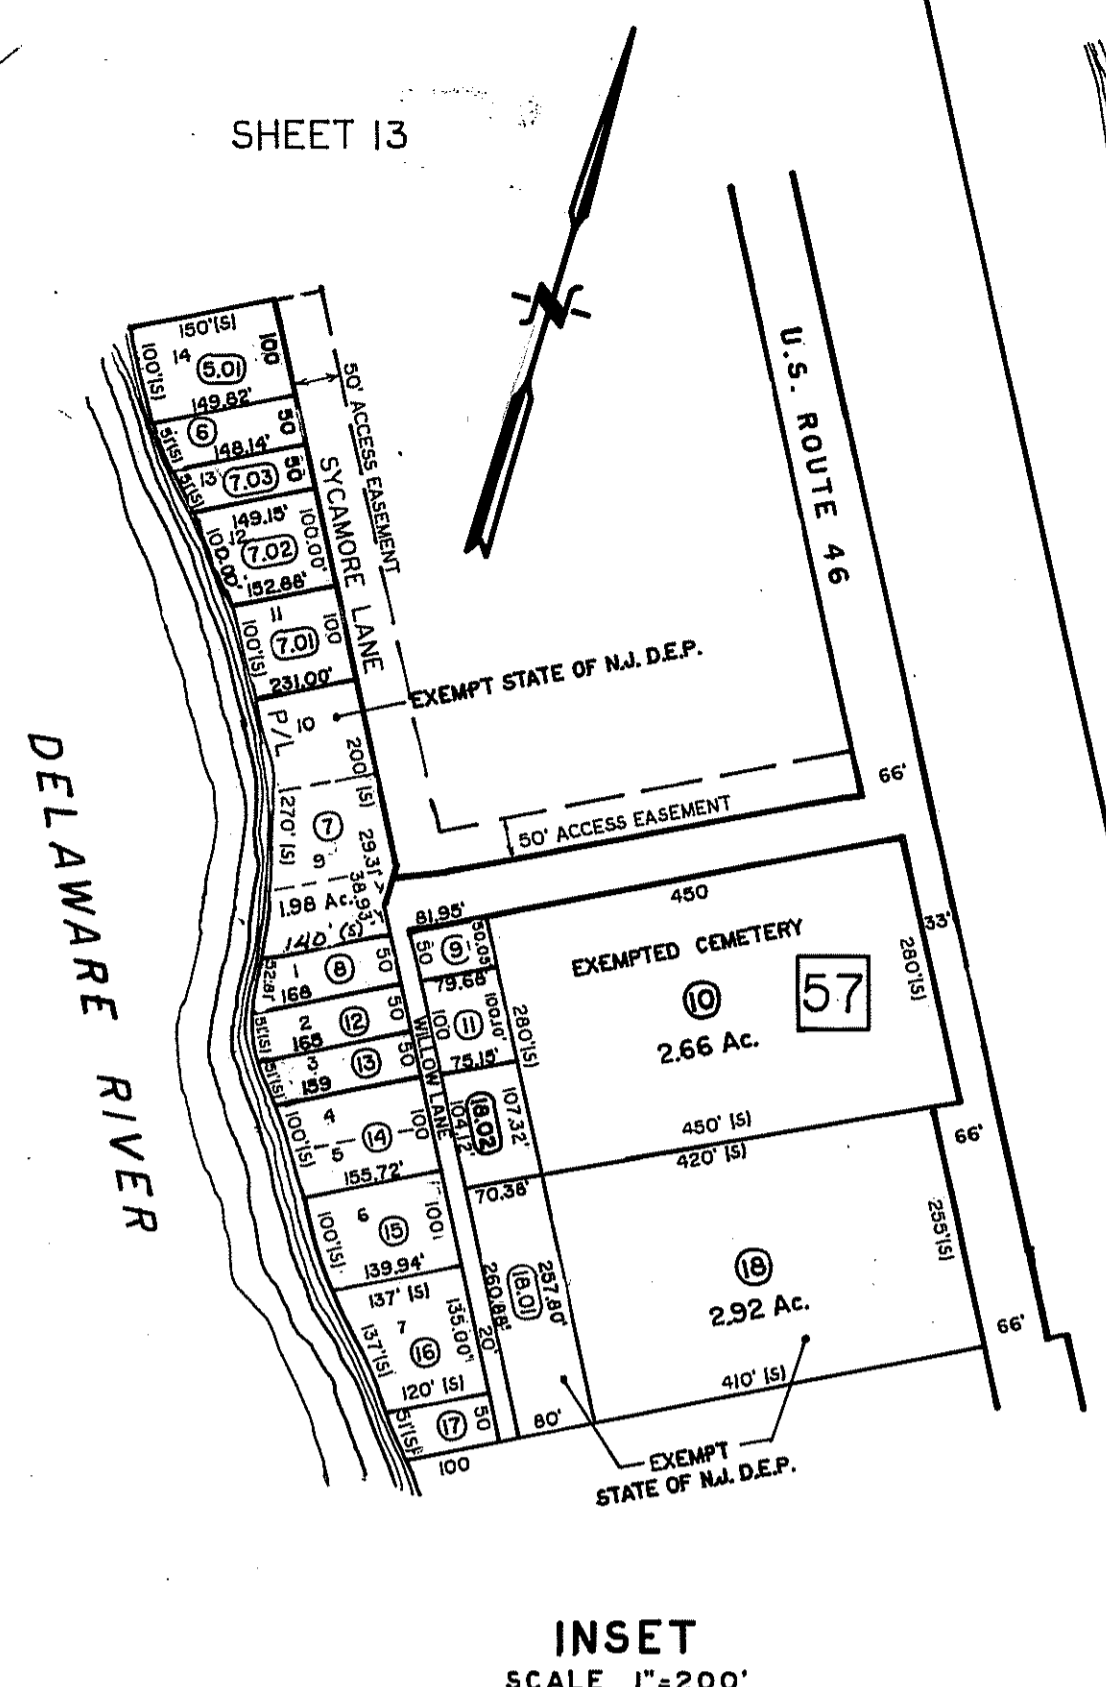 SHEET 13
N
150'(S)
14
5.01
100
100'(S)
149.82'
6
50
51'(S)
148.14'
13
7.03
50
51'(S)
149.15'
12
7.02
100.00'
100.00'
152.88'
11
7.01
100
100'(S)
231.00'
P/L
10
200'(S)
270' (S)
7
9
29.31'
38.93'
1.98 Ac.
140' (S)
SYCAMORE LANE
50' ACCESS EASEMENT
EXEMPT STATE OF N.J. D.E.P.
50' ACCESS EASEMENT
U.S. ROUTE 46
66'
33'
66'
66'
DELAWARE RIVER
1
8
50
52.81'
168
2
12
50
51'(S)
165
3
13
50
51'(S)
159
4
14
5
100
100'(S)
155.72'
6
15
100
100'(S)
139.94'
137' (S)
7
16
135.00'
137'(S)
120' (S)
17
50
51'(S)
100
WILLOW LANE
20'
81.95'
50
9
50.05'
79.68'
100
11
100.10'
75.15'
280'(S)
104.12'
18.02
107.32'
70.38'
260.88'
18.01
257.80'
80'
450
EXEMPTED CEMETERY
10
57
2.66 Ac.
280'(S)
450' (S)
420' (S)
18
2.92 Ac.
255'(S)
410' (S)
EXEMPT
STATE OF N.J. D.E.P.
INSET
SCALE 1"=200'